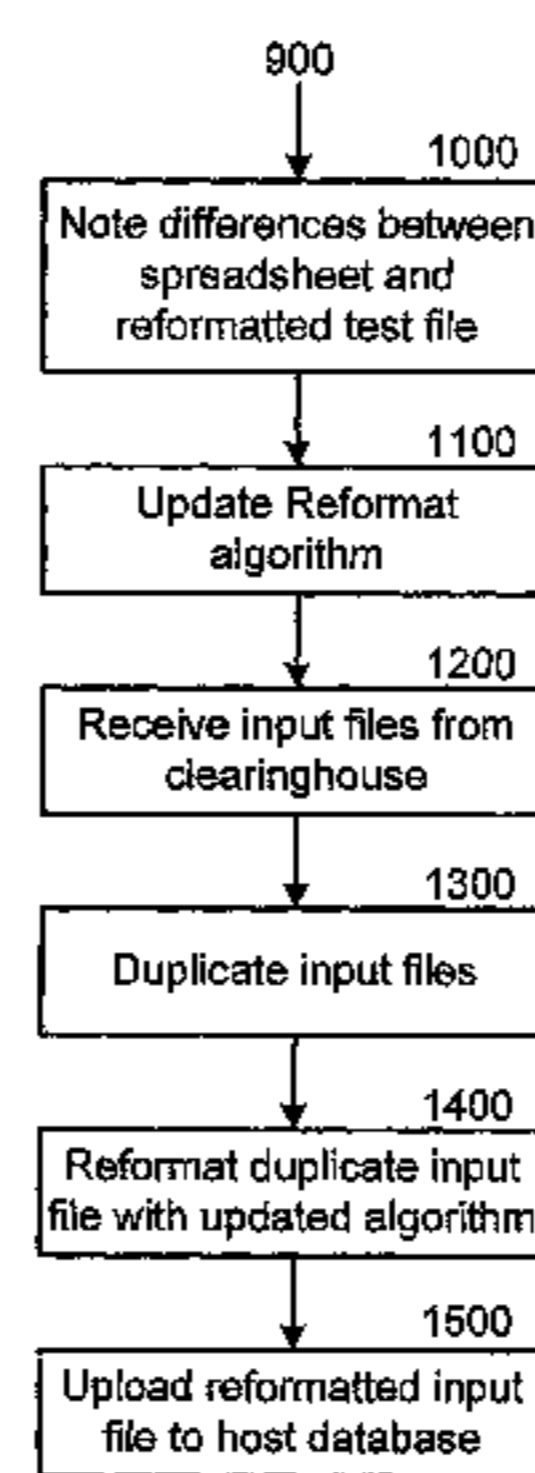 900
1000
Note differences between
spreadsheet and
reformatted test file
1100
Update Reformat
algorithm
1200
Receive input files from
clearinghouse
1300
Duplicate input files
1400
Reformat duplicate input
file with updated algorithm
1500
Upload reformatted input
file to host database